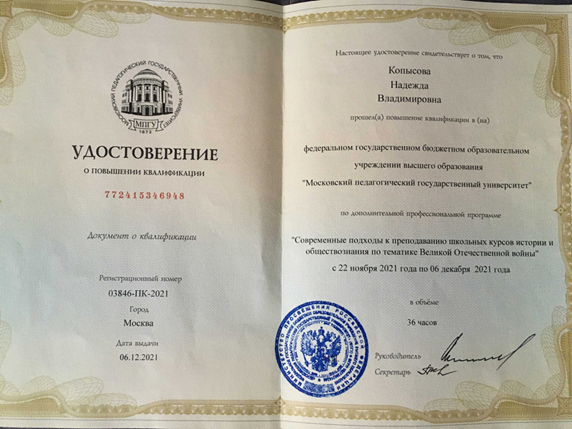 МОСКОВСКИЙ ПЕДАГОГИЧЕСКИЙ ГОСУДАРСТВЕННЫЙ УНИВЕРСИТЕТ
МПГУ
1872
УДОСТОВЕРЕНИЕ
О ПОВЫШЕНИИ КВАЛИФИКАЦИИ
772415346948
Документ о квалификации
Регистрационный номер
03846-ПК-2021
Город
Москва
Дата выдачи
06.12.2021
Настоящее удостоверение свидетельствует о том, что
Копысова
Надежда
Владимировна
прошел(а) повышение квалификации в (на)
федеральном государственном бюджетном образовательном
учреждении высшего образования
"Московский педагогический государственный университет"
по дополнительной профессиональной программе
"Современные подходы к преподаванию школьных курсов истории и
обществознания по тематике Великой Отечественной войны"
с 22 ноября 2021 года по 06 декабря 2021 года
в объёме
36 часов
Руководитель
Секретарь
МИНИСТЕРСТВО ПРОСВЕЩЕНИЯ РОССИЙСКОЙ ФЕДЕРАЦИИ